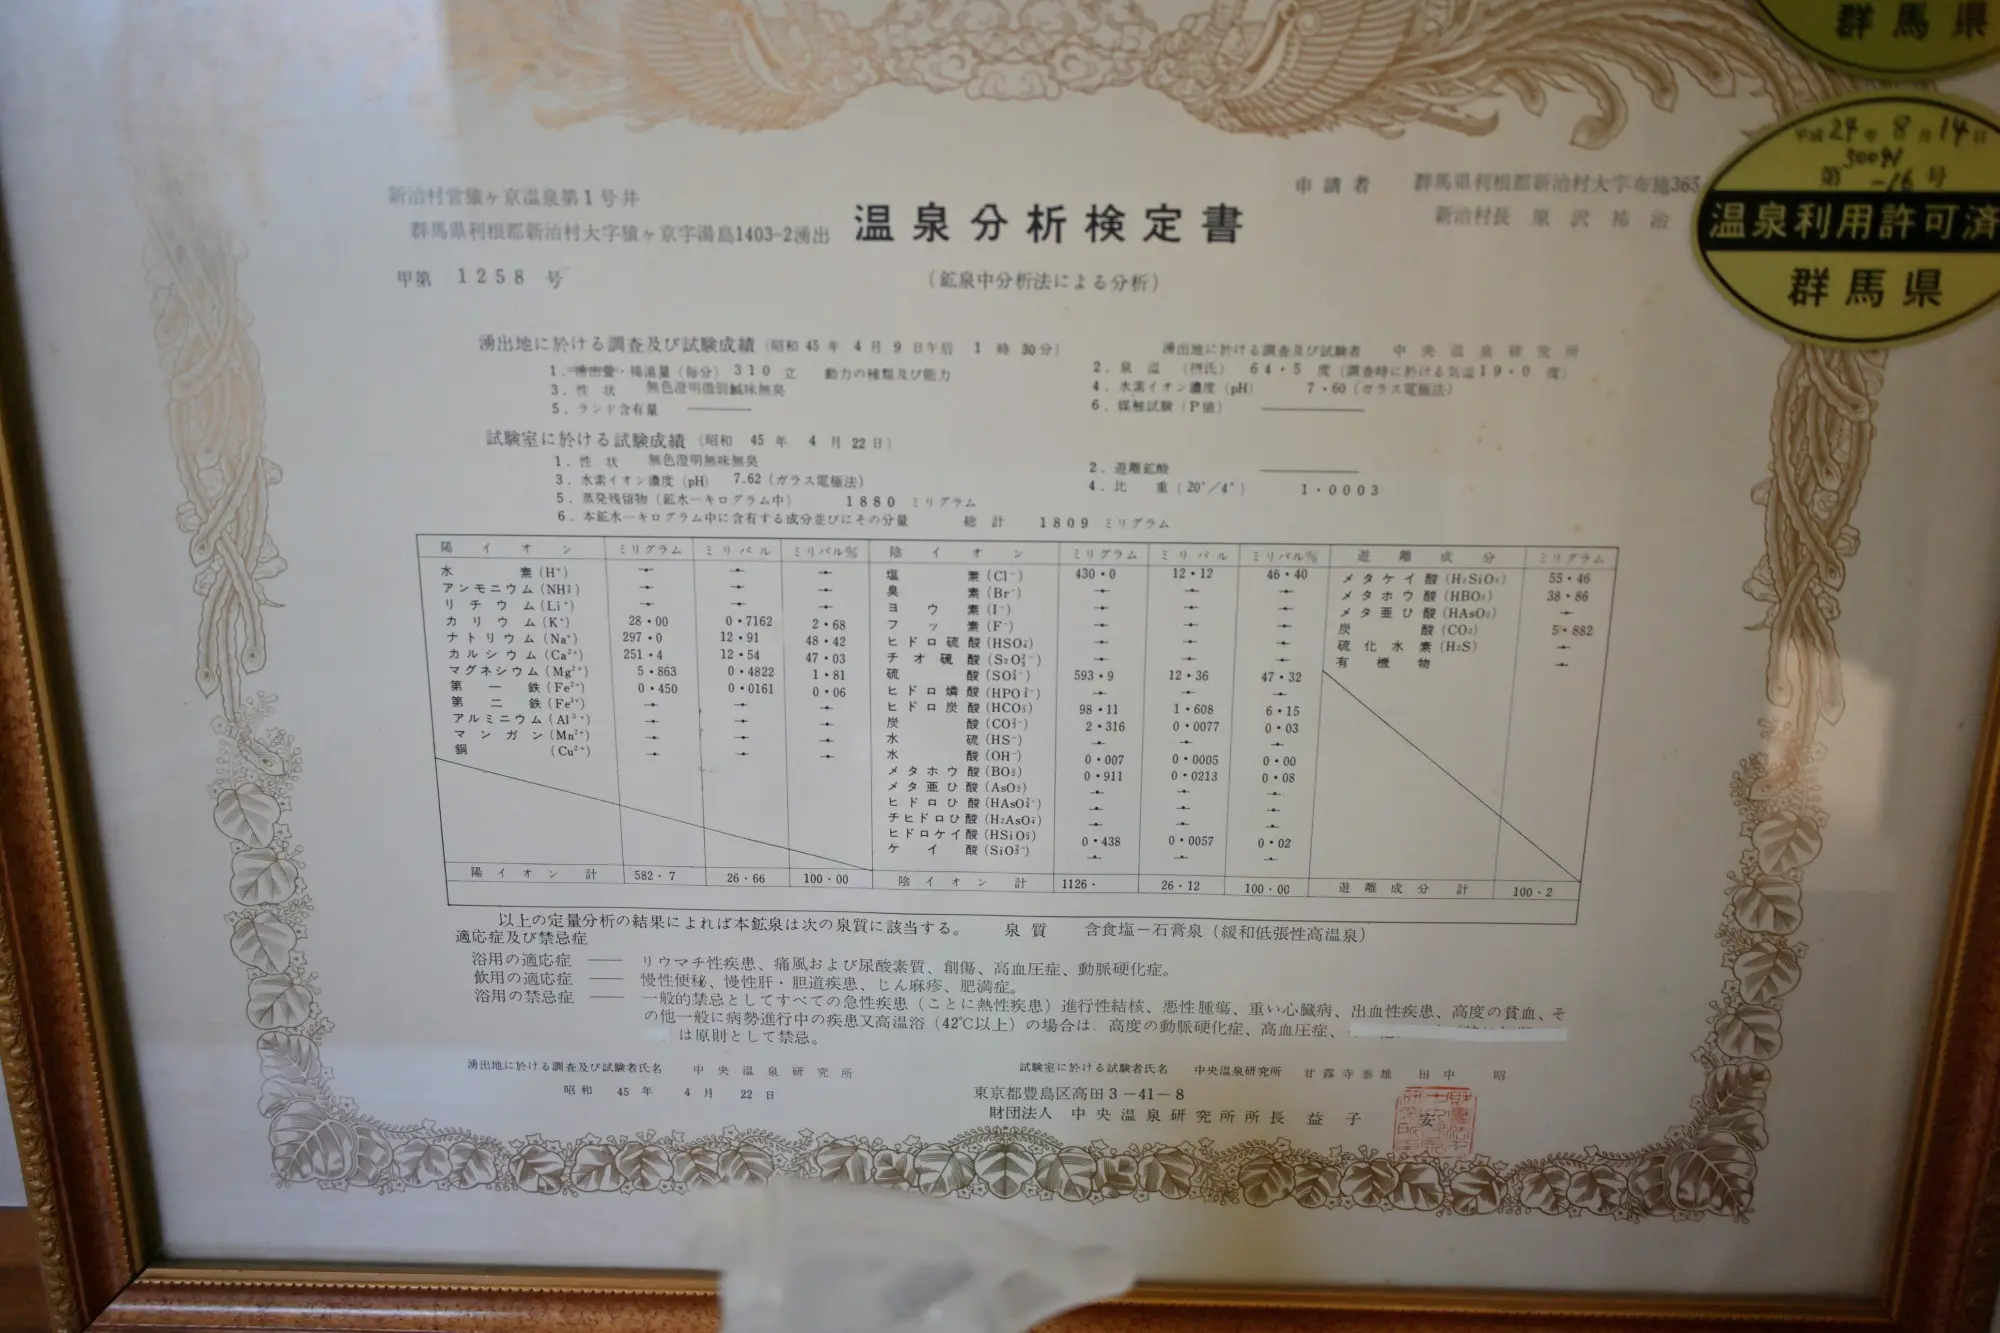 群馬県
平成24年8月14日
第 号
-16
温泉利用許可済
群馬県
新治村営猿ヶ京温泉第1号井
群馬県利根郡新治村大字猿ヶ京字湯島1403-2湧出
甲第 1258 号
温泉分析検定書
(鉱泉中分析法による分析)
申請者 群馬県利根郡新治村大字布施365
新治村長 原沢祐治
湧出地に於ける調査及び試験成績(昭和45年4月9日午后1時30分)
湧出地に於ける調査及び試験者 中央温泉研究所
1.湧出量・揚湯量(毎分)310立 動力の種類及び能力
2.泉温(摂氏)64・5度(調査時に於ける気温19・0度)
3.性状 無色澄明微弱鹹味無臭
4.水素イオン濃度(pH) 7・60(ガラス電極法)
5.ランド含有量 ———
6.媒触試験(P値) ———
試験室に於ける試験成績(昭和45年4月22日)
1.性状 無色澄明無味無臭
2.遊離鉱酸 ———
3.水素イオン濃度(pH) 7.62(ガラス電極法)
4.比重(20°/4°) 1・0003
5.蒸発残留物(鉱水一キログラム中) 1880 ミリグラム
6.本鉱水一キログラム中に含有する成分並びにその分量 総計 1809 ミリグラム
陽イオン ミリグラム ミリバル ミリバル%
水素(H⁺) - - -
アンモニウム(NH₄⁺) - - -
リチウム(Li⁺) - - -
カリウム(K⁺) 28・00 0・7162 2・68
ナトリウム(Na⁺) 297・0 12・91 48・42
カルシウム(Ca²⁺) 251・4 12・54 47・03
マグネシウム(Mg²⁺) 5・863 0・4822 1・81
第一鉄(Fe²⁺) 0・450 0・0161 0・06
第二鉄(Fe³⁺) - - -
アルミニウム(Al³⁺) - - -
マンガン(Mn²⁺) - - -
銅(Cu²⁺) - - -
陽イオン計 582・7 26・66 100・00
陰イオン ミリグラム ミリバル ミリバル%
塩素(Cl⁻) 430・0 12・12 46・40
臭素(Br⁻) - - -
ヨウ素(I⁻) - - -
フッ素(F⁻) - - -
ヒドロ硫酸(HSO₄⁻) - - -
チオ硫酸(S₂O₃²⁻) - - -
硫酸(SO₄²⁻) 593・9 12・36 47・32
ヒドロ燐酸(HPO₄²⁻) - - -
ヒドロ炭酸(HCO₃⁻) 98・11 1・608 6・15
炭酸(CO₃²⁻) 2・316 0・0077 0・03
水硫(HS⁻) - - -
水酸(OH⁻) 0・007 0・0005 0・00
メタホウ酸(BO₂⁻) 0・911 0・0213 0・08
メタ亜ひ酸(AsO₂⁻) - - -
ヒドロひ酸(HAsO₄²⁻) - - -
チヒドロひ酸(H₂AsO₄⁻) - - -
ヒドロケイ酸(HSiO₃⁻) 0・438 0・0057 0・02
ケイ酸(SiO₃²⁻) - - -
陰イオン計 1126・ 26・12 100・00
遊離成分 ミリグラム
メタケイ酸(H₂SiO₃) 55・46
メタホウ酸(HBO₂) 38・86
メタ亜ひ酸(HAsO₂) -
炭酸(CO₂) 5・882
硫化水素(H₂S) -
有機物 -
遊離成分計 100・2
以上の定量分析の結果によれば本鉱泉は次の泉質に該当する。 泉質 含食塩-石膏泉(緩和低張性高温泉)
適応症及び禁忌症
浴用の適応症 —— リウマチ性疾患、痛風および尿酸素質、創傷、高血圧症、動脈硬化症。
飲用の適応症 —— 慢性便秘、慢性肝・胆道疾患、じん麻疹、肥満症。
浴用の禁忌症 —— 一般的禁忌としてすべての急性疾患(ことに熱性疾患)進行性結核、悪性腫瘍、重い心臓病、出血性疾患、高度の貧血、そ
の他一般に病勢進行中の疾患又高温浴(42℃以上)の場合は、高度の動脈硬化症、高血圧症、
は原則として禁忌。
湧出地に於ける調査及び試験者氏名 中央温泉研究所
試験室に於ける試験者氏名 中央温泉研究所 甘露寺泰雄 田中昭
昭和45年4月22日
東京都豊島区高田3-41-8
財団法人 中央温泉研究所所長 益子安